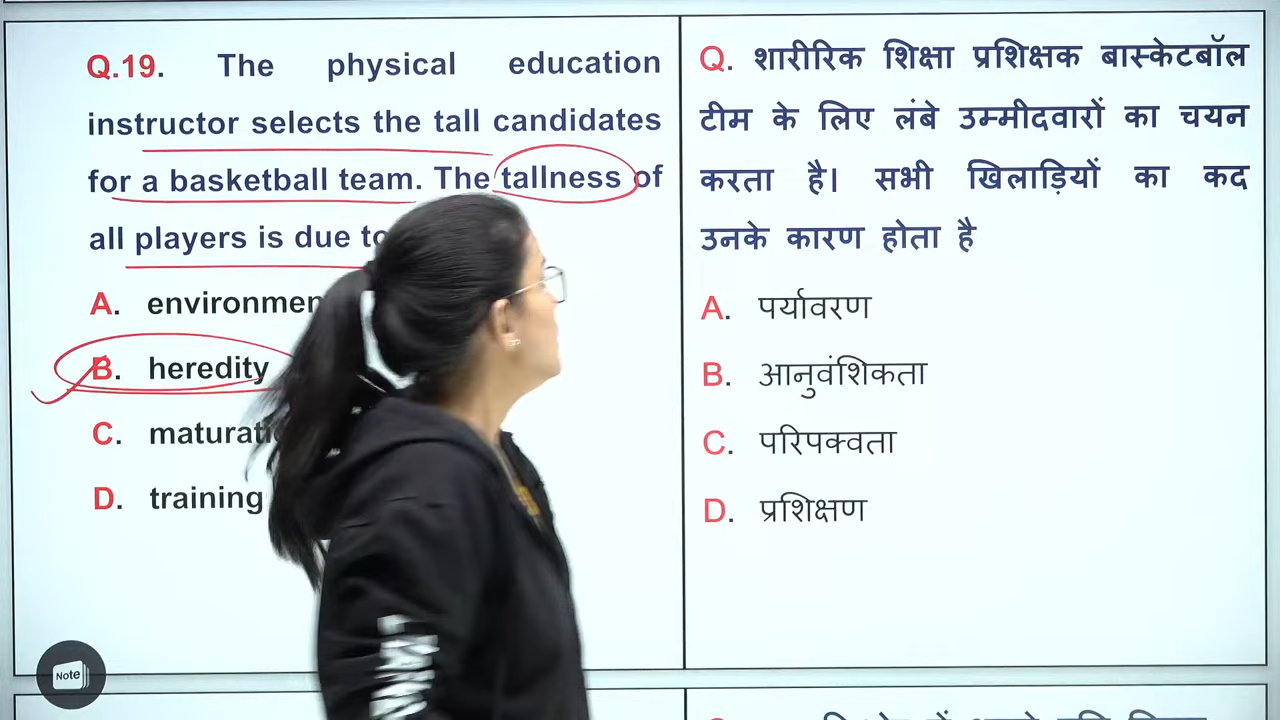 Q.19. The physical education
instructor selects the tall candidates
for a basketball team. The tallness of
all players is due
A. 
B. heredity
C. 
D. training
Q. शारीरिक शिक्षा प्रशिक्षक बास्केटबॉल
टीम के लिए लंबे उम्मीदवारों का चयन
करता है। सभी खिलाड़ियों का कद
उनके कारण होता है
A. पर्यावरण
B. आनुवंशिकता
C. परिपक्वता
D. प्रशिक्षण
Note